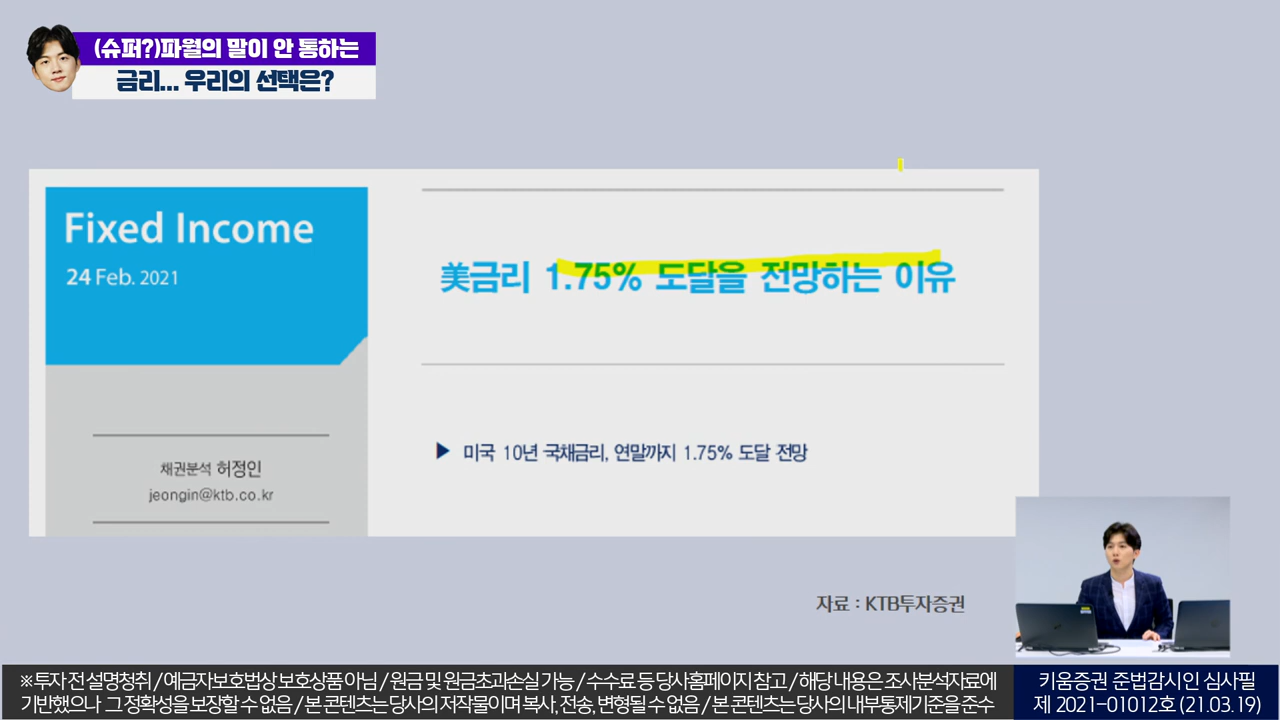 (슈퍼?)파월의 말이 안 통하는
금리... 우리의 선택은?
Fixed Income
24 Feb. 2021
美금리 1.75% 도달을 전망하는 이유
▶ 미국 10년 국채금리, 연말까지 1.75% 도달 전망
채권분석 허정인
jeongin@ktb.co.kr
자료 : KTB투자증권
※ 투자 전 설명청취 / 예금자보호법상 보호상품 아님 / 원금 및 원금초과손실 가능 / 수수료 등 당사홈페이지 참고 / 해당 내용은 조사분석자료에
기반했으나 그 정확성을 보장할 수 없음 / 본 콘텐츠는 당사의 저작물이며 복사, 전송, 변형될 수 없음 / 본 콘텐츠는 당사의 내부통제기준을 준수
키움증권 준법감시인 심사필
제 2021-01012호 (21.03.19)